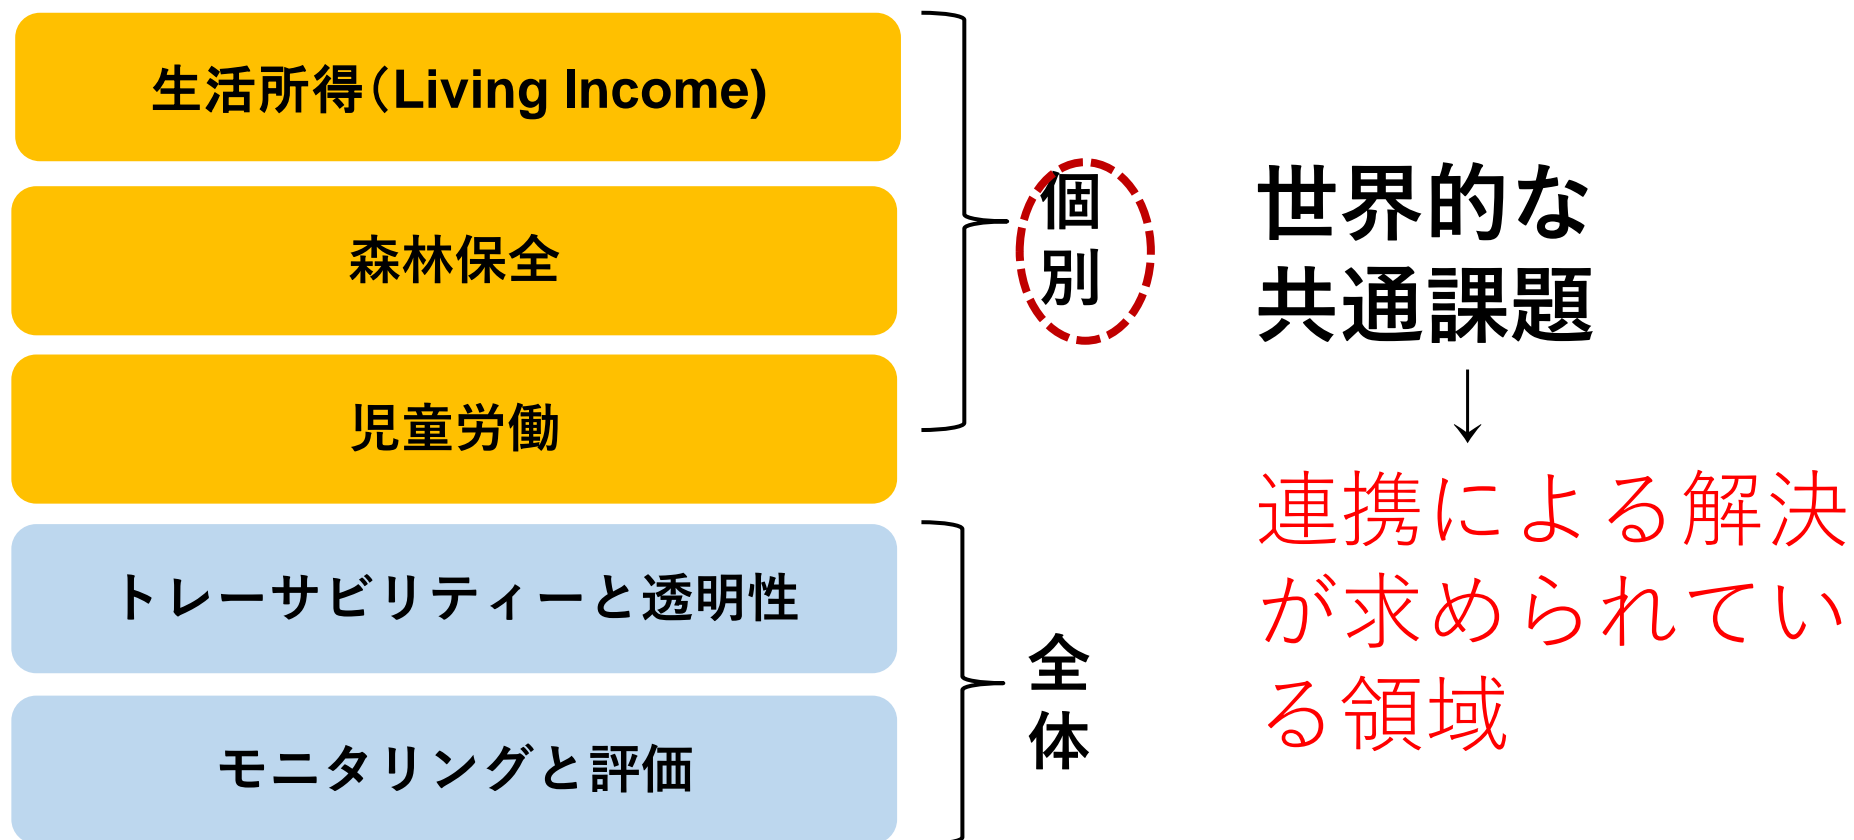 生活所得（Living Income)
森林保全
児童労働
トレーサビリティーと透明性
モニタリングと評価
個
別
全
体
世界的な
共通課題
↓
連携による解決
が求められてい
る領域